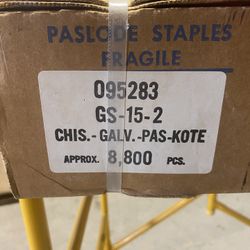 PASLODE STAPLES
FRAGILE
095283
GS-15-2
CHIS.-GALV.-PAS-KOTE
APPROX. 8,800 PCS.